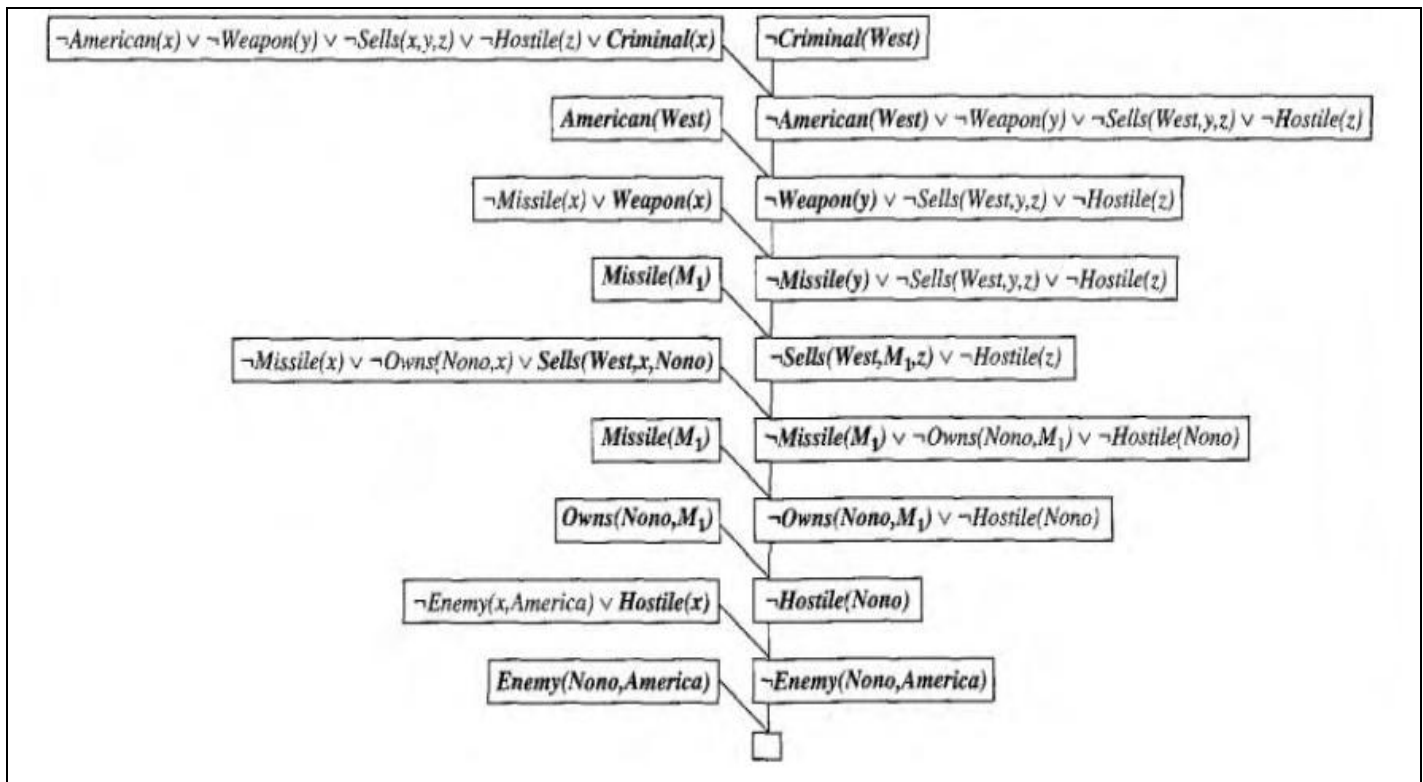 ¬American(x) ∨ ¬Weapon(y) ∨ ¬Sells(x,y,z) ∨ ¬Hostile(z) ∨ Criminal(x) ¬Criminal(West)
American(West) ¬American(West) ∨ ¬Weapon(y) ∨ ¬Sells(West,y,z) ∨ ¬Hostile(z)
¬Missile(x) ∨ Weapon(x) ¬Weapon(y) ∨ ¬Sells(West,y,z) ∨ ¬Hostile(z)
Missile(M₁) ¬Missile(y) ∨ ¬Sells(West,y,z) ∨ ¬Hostile(z)
¬Missile(x) ∨ ¬Owns(Nono,x) ∨ Sells(West,x,Nono) ¬Sells(West,M₁,z) ∨ ¬Hostile(z)
Missile(M₁) ¬Missile(M₁) ∨ ¬Owns(Nono,M₁) ∨ ¬Hostile(Nono)
Owns(Nono,M₁) ¬Owns(Nono,M₁) ∨ ¬Hostile(Nono)
¬Enemy(x,America) ∨ Hostile(x) ¬Hostile(Nono)
Enemy(Nono,America) ¬Enemy(Nono,America)